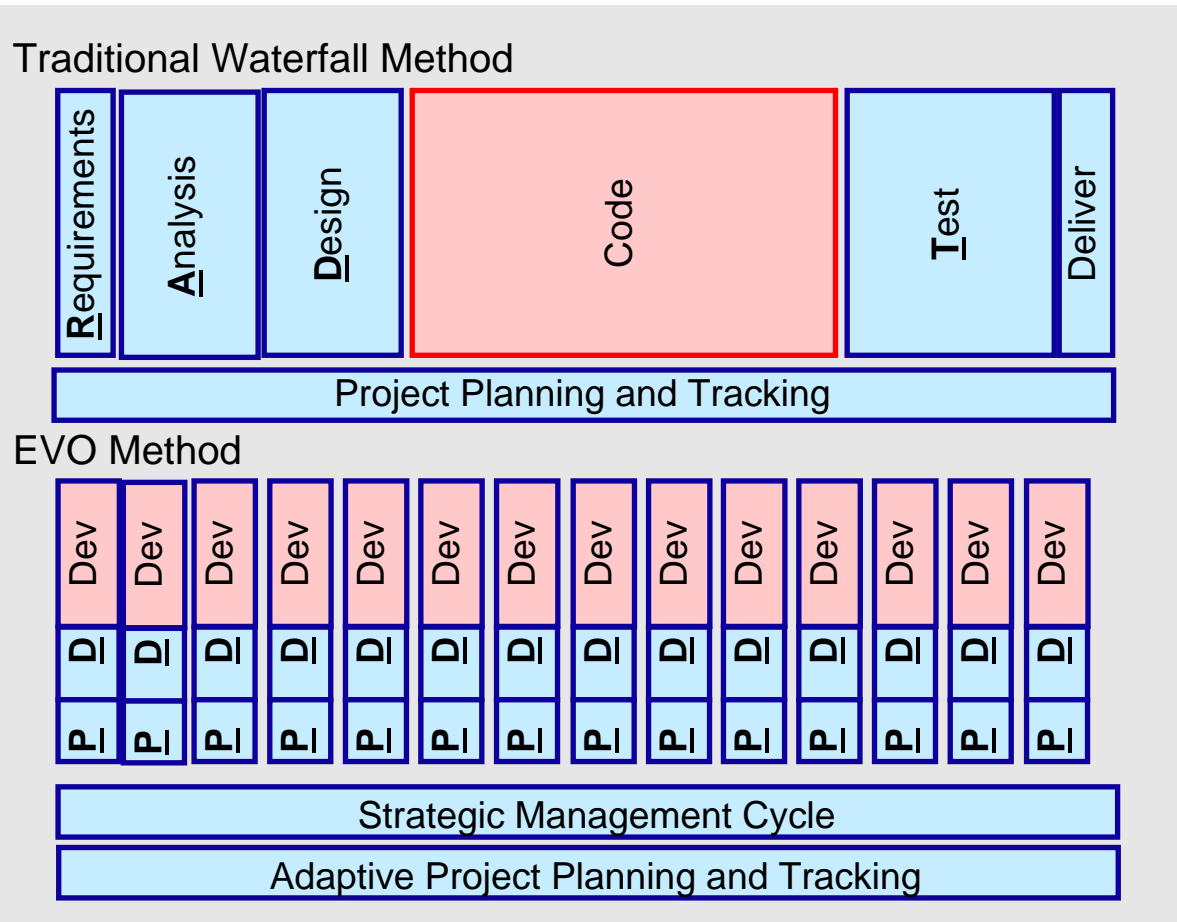 Traditional Waterfall Method
Requirements
Analysis
Design
Code
Test
Deliver
Project Planning and Tracking
EVO Method
Dev
Dev
Dev
Dev
Dev
Dev
Dev
Dev
Dev
Dev
Dev
Dev
Dev
Dev
D
D
D
D
D
D
D
D
D
D
D
D
D
D
P
P
P
P
P
P
P
P
P
P
P
P
P
P
Strategic Management Cycle
Adaptive Project Planning and Tracking